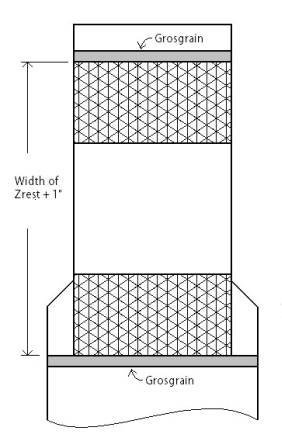 Grosgrain
Width of
Zrest + 1"
Grosgrain